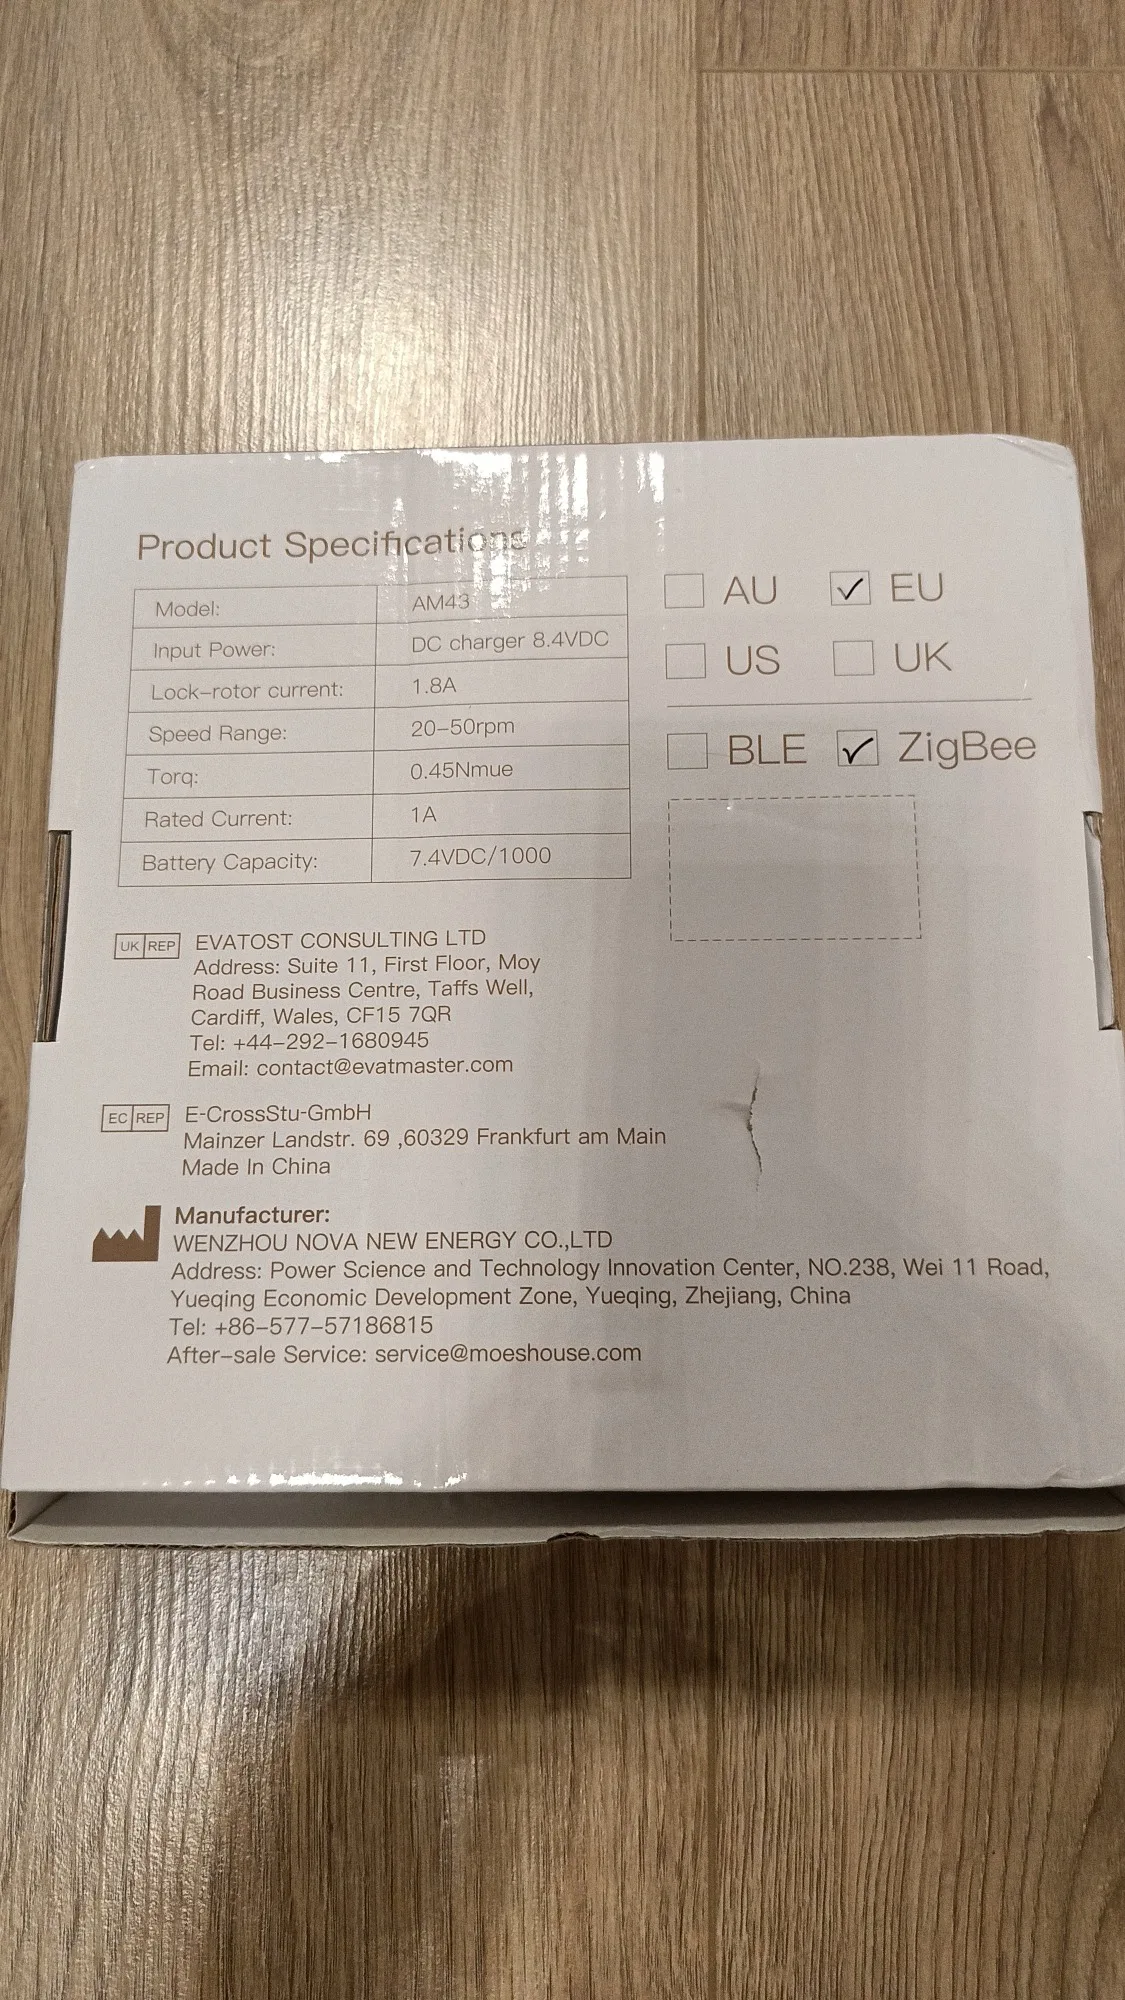 Product Specifications
Model: AM43
Input Power: DC charger 8.4VDC
Lock-rotor current: 1.8A
Speed Range: 20-50rpm
Torq: 0.45Nmue
Rated Current: 1A
Battery Capacity: 7.4VDC/1000
AU EU
US UK
BLE ZigBee
UK REP EVATOST CONSULTING LTD
Address: Suite 11, First Floor, Moy
Road Business Centre, Taffs Well,
Cardiff, Wales, CF15 7QR
Tel: +44-292-1680945
Email: contact@evatmaster.com
EC REP E-CrossStu-GmbH
Mainzer Landstr. 69 ,60329 Frankfurt am Main
Made In China
Manufacturer:
WENZHOU NOVA NEW ENERGY CO.,LTD
Address: Power Science and Technology Innovation Center, NO.238, Wei 11 Road,
Yueqing Economic Development Zone, Yueqing, Zhejiang, China
Tel: +86-577-57186815
After-sale Service: service@moeshouse.com